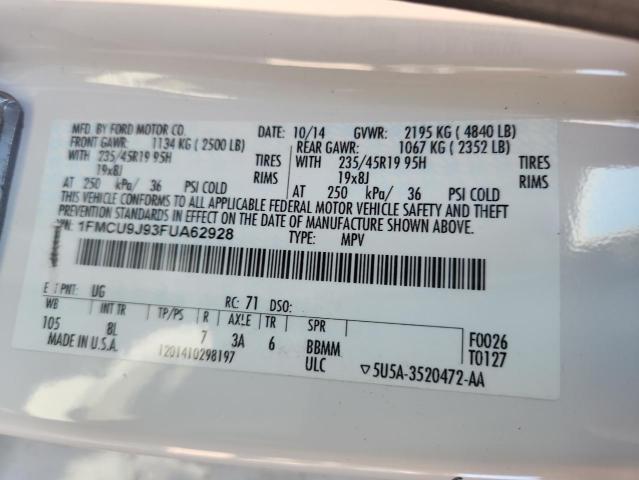 MFD. BY FORD MOTOR CO. DATE: 10/14 GVWR: 2195 KG ( 4840 LB)
FRONT GAWR: 1134 KG ( 2500 LB) REAR GAWR: 1067 KG ( 2352 LB)
WITH 235/45R19 95H TIRES WITH 235/45R19 95H TIRES
19x8J RIMS 19x8J RIMS
AT 250 kPa/ 36 PSI COLD AT 250 kPa/ 36 PSI COLD
THIS VEHICLE CONFORMS TO ALL APPLICABLE FEDERAL MOTOR VEHICLE SAFETY AND THEFT
PREVENTION STANDARDS IN EFFECT ON THE DATE OF MANUFACTURE SHOWN ABOVE.
VIN: 1FMCU9J93FUA62928 TYPE: MPV
EXT PNT: UG RC: 71 DSO:
WB INT TR TP/PS R AXLE TR SPR
105 8L 7 3A 6 BBMM F0026
MADE IN U.S.A. 1201410298197 ULC T0127
▽5U5A-3520472-AA